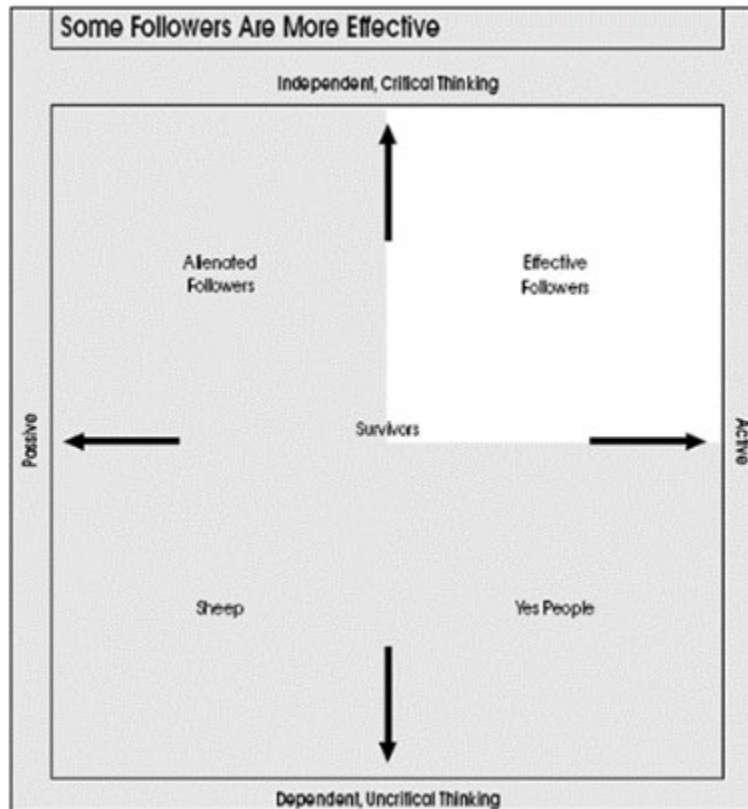 Some Followers Are More Effective
Independent, Critical Thinking
Alienated
Followers
Effective
Followers
Survivors
Passive
Active
Sheep
Yes People
Dependent, Uncritical Thinking